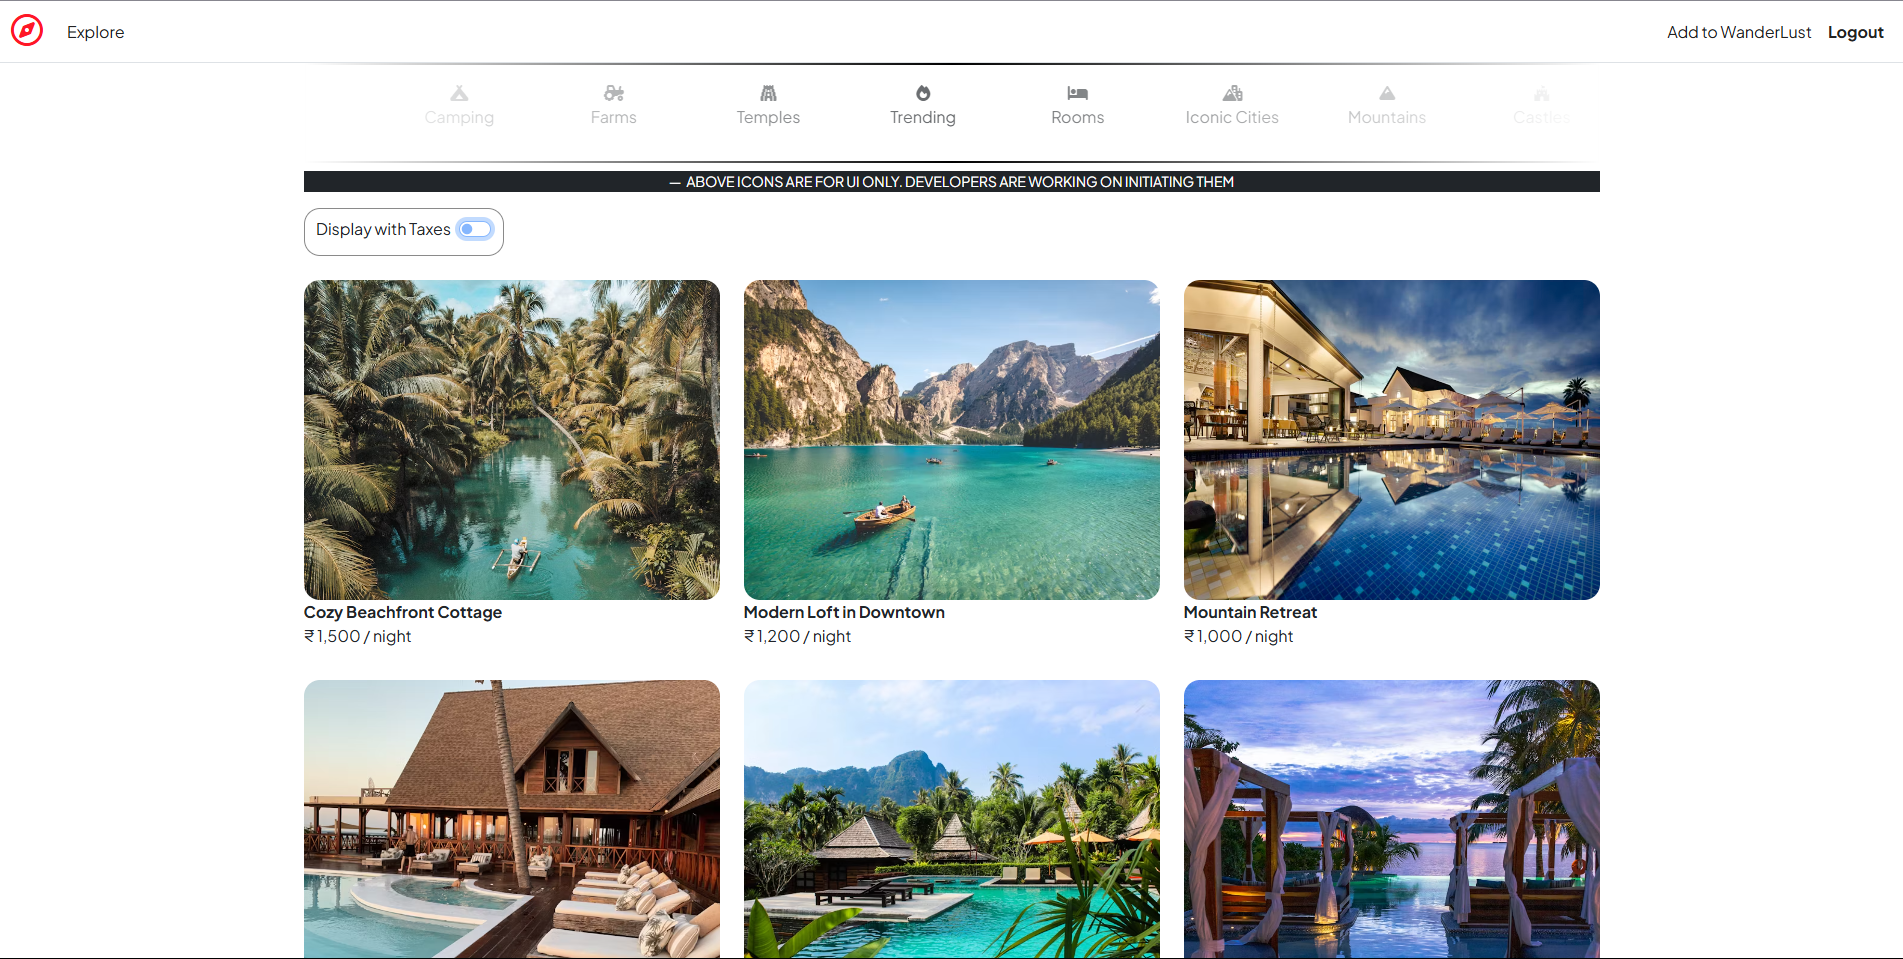 Explore
Add to WanderLust Logout
Camping Farms Temples Trending Rooms Iconic Cities Mountains Castles
— ABOVE ICONS ARE FOR UI ONLY. DEVELOPERS ARE WORKING ON INITIATING THEM
Display with Taxes
Cozy Beachfront Cottage
₹ 1,500 / night
Modern Loft in Downtown
₹ 1,200 / night
Mountain Retreat
₹ 1,000 / night